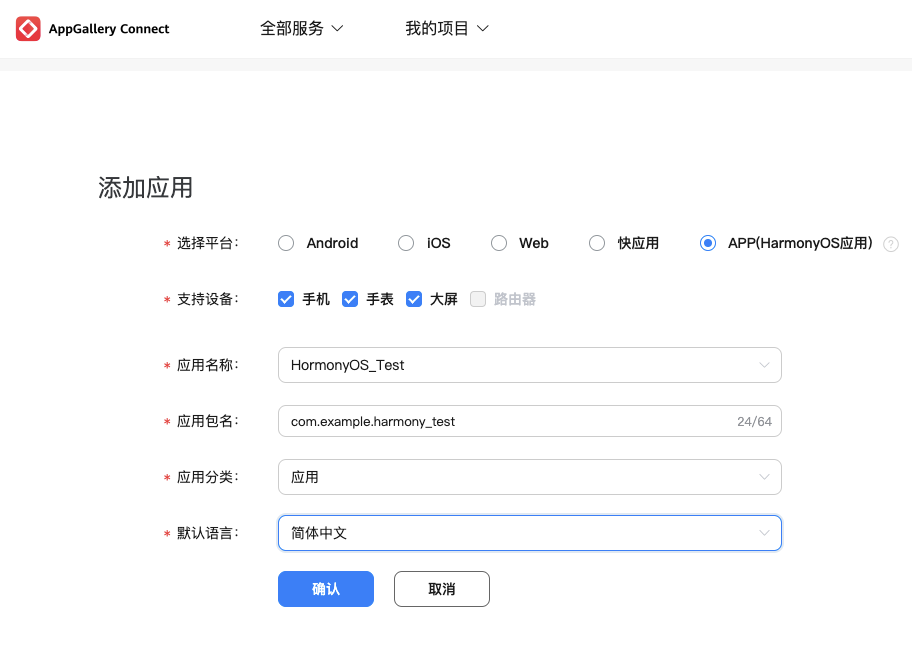 AppGallery Connect 全部服务 我的项目
添加应用
* 选择平台: Android iOS Web 快应用 APP(HarmonyOS应用) ?
* 支持设备: 手机 手表 大屏 路由器
* 应用名称: HormonyOS_Test
* 应用包名: com.example.harmony_test 24/64
* 应用分类: 应用
* 默认语言: 简体中文
确认 取消